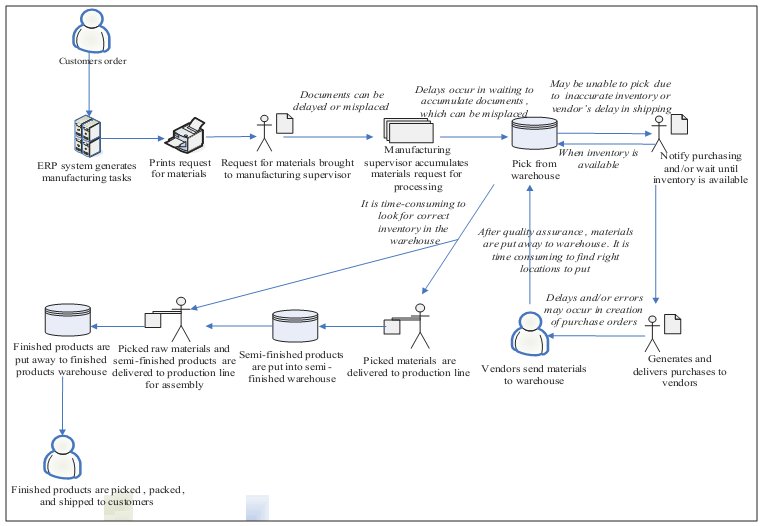 Customers order
Documents can be
delayed or misplaced
Delays occur in waiting to
accumulate documents ,
which can be misplaced
May be unable to pick due
to inaccurate inventory or
vendor's delay in shipping
ERP system generates
manufacturing tasks
Prints request
for materials
Request for materials brought
to manufacturing supervisor
Manufacturing
supervisor accumulates
materials request for
processing
Pick from
warehouse
When inventory is
available
Notify purchasing
and/or wait until
inventory is available
It is time-consuming to
look for correct
inventory in the
warehouse
After quality assurance , materials
are put away to warehouse . It is
time consuming to find right
locations to put
Delays and/or errors
may occur in creation
of purchase orders
Finished products are
put away to finished
products warehouse
Picked raw materials and
semi-finished products are
delivered to production line
for assembly
Semi-finished products
are put into semi -
finished warehouse
Picked materials are
delivered to production line
Vendors send materials
to warehouse
Generates and
delivers purchases to
vendors
Finished products are picked , packed ,
and shipped to customers